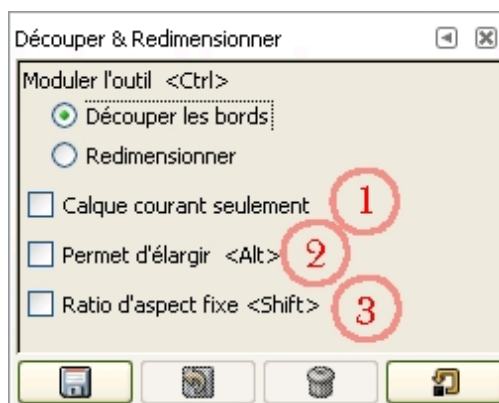 Découper & Redimensionner
Moduler l'outil <Ctrl>
Découper les bords
Redimensionner
Calque courant seulement 1
Permet d'élargir <Alt> 2
Ratio d'aspect fixe <Shift> 3